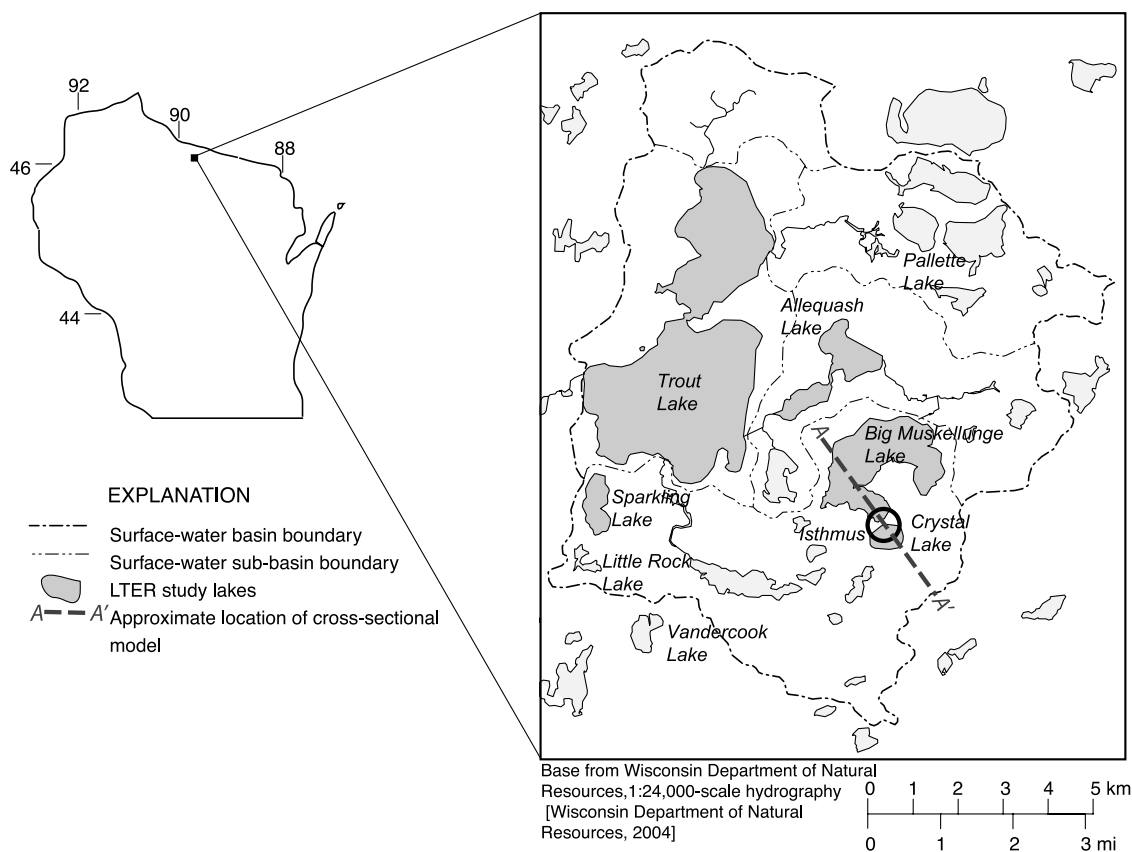 92
90
88
46
44
Pallette
Lake
Allequash
Lake
Trout
Lake
A
Big Muskellunge
Lake
Sparkling
Lake
Isthmus
Crystal
Lake
Little Rock
Lake
A'
Vandercook
Lake
EXPLANATION
Surface-water basin boundary
Surface-water sub-basin boundary
LTER study lakes
A A' Approximate location of cross-sectional
model
Base from Wisconsin Department of Natural
Resources,1:24,000-scale hydrography
[Wisconsin Department of Natural
Resources, 2004]
0 1 2 3 4 5 km
0 1 2 3 mi